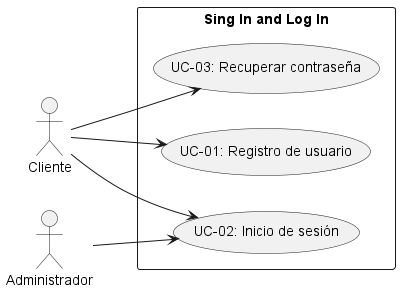 Sing In and Log In
UC-03: Recuperar contraseña
UC-01: Registro de usuario
Cliente
UC-02: Inicio de sesión
Administrador